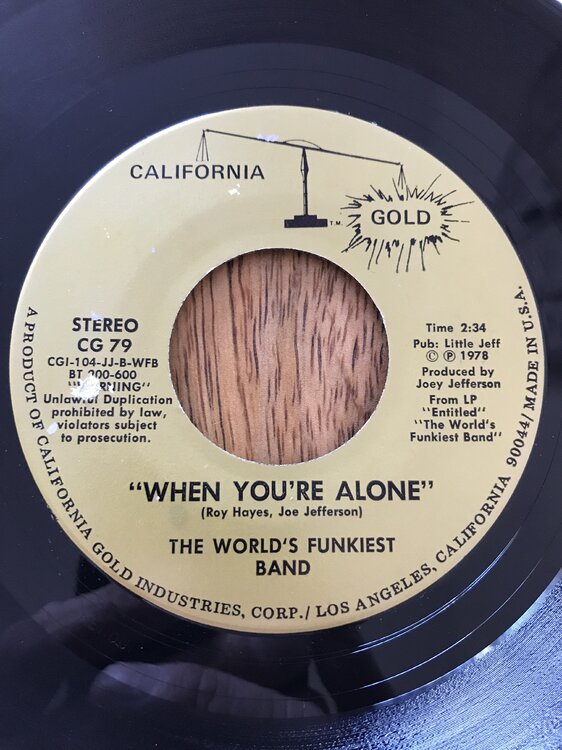 CALIFORNIA
GOLD
T.M.
STEREO
CG 79
CGI-104-JJ-B-WFB
BT 200-600
"WARNING"
Unlawful Duplication
prohibited by law,
violators subject
to prosecution.
Time 2:34
Pub: Little Jeff
© Ⓟ 1978
Produced by
Joey Jefferson
From LP
"Entitled"
"The World's
Funkiest Band"
"WHEN YOU'RE ALONE"
(Roy Hayes, Joe Jefferson)
THE WORLD'S FUNKIEST
BAND
A PRODUCT OF CALIFORNIA GOLD INDUSTRIES, CORP./ LOS ANGELES, CALIFORNIA 90044/ MADE IN U.S.A.